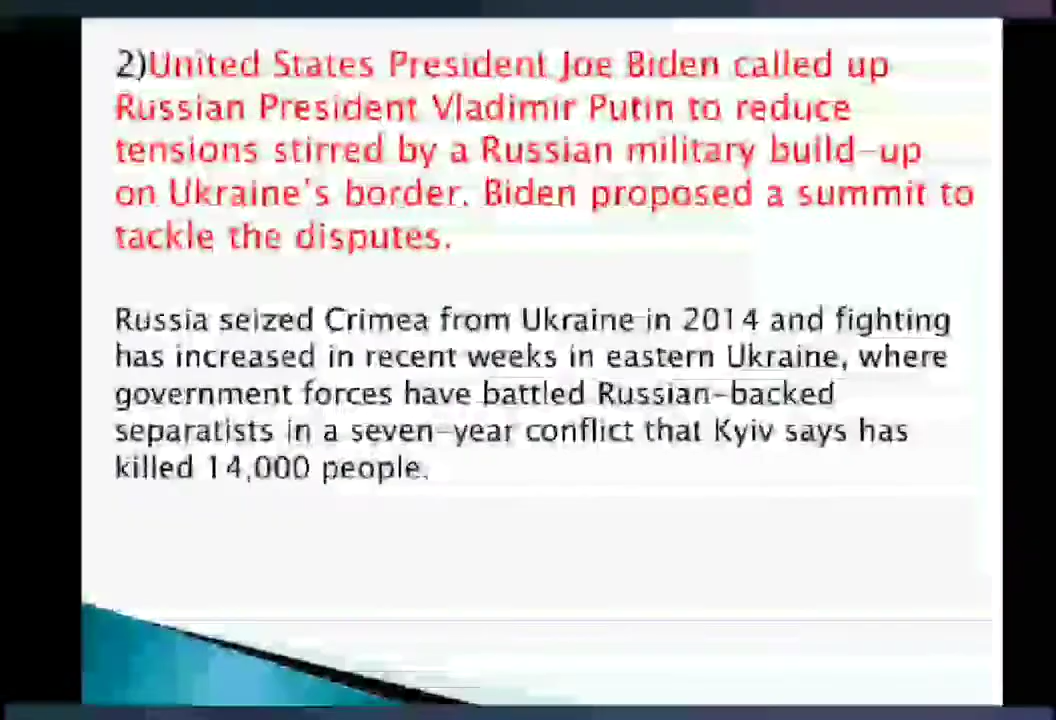 2)United States President Joe Biden called up
Russian President Vladimir Putin to reduce
tensions stirred by a Russian military build-up
on Ukraine's border. Biden proposed a summit to
tackle the disputes.
Russia seized Crimea from Ukraine in 2014 and fighting
has increased in recent weeks in eastern Ukraine, where
government forces have battled Russian-backed
separatists in a seven-year conflict that Kyiv says has
killed 14,000 people.